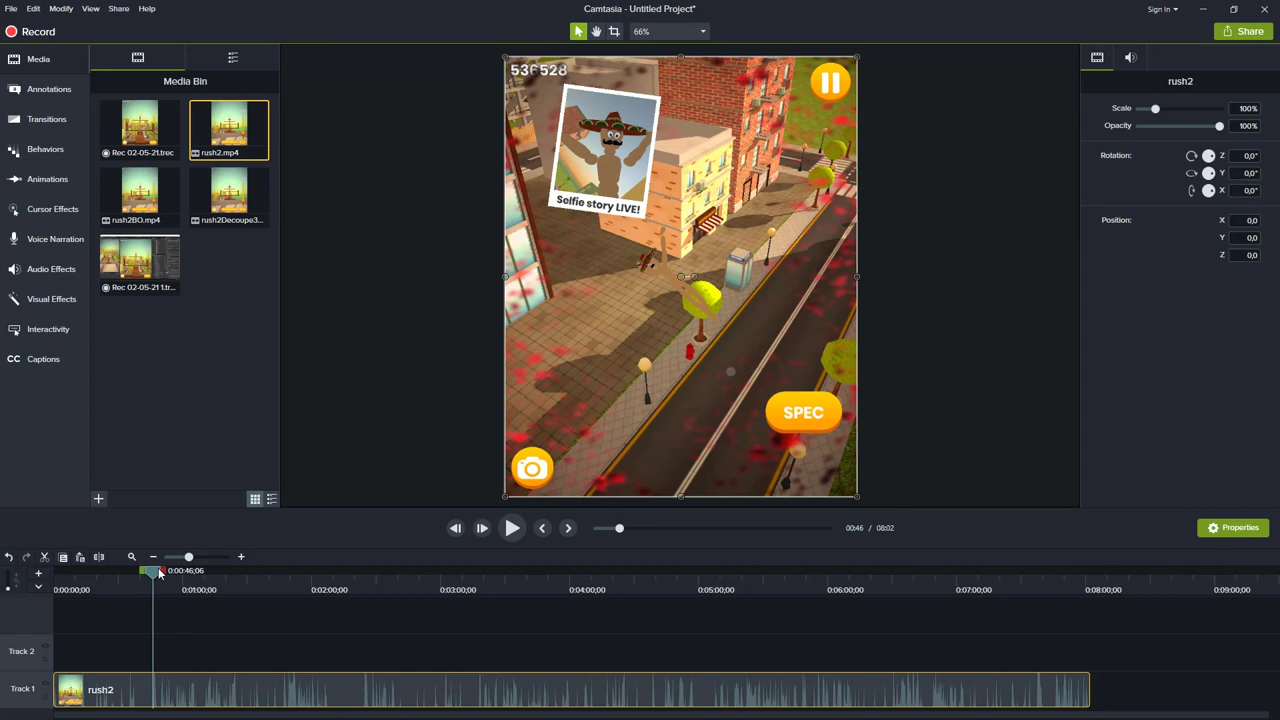 File Edit Modify View Share Help
Camtasia - Untitled Project*
Sign In
Record
66%
Share
Media
Annotations
Transitions
Behaviors
Animations
Cursor Effects
Voice Narration
Audio Effects
Visual Effects
Interactivity
CC Captions
Media Bin
Rec 02-05-21.trec
rush2.mp4
rush2BO.mp4
rush2Decoupe3...
Rec 02-05-21 1.tr...
536528
Selfie story LIVE!
SPEC
rush2
Scale 100%
Opacity 100%
Rotation: Z 0,0°
Y 0,0°
X 0,0°
Position: X 0,0
Y 0,0
Z 0,0
00:46 / 08:02
Properties
0:00:46;06
0:00:00;00 0:01:00;00 0:02:00;00 0:03:00;00 0:04:00;00 0:05:00;00 0:06:00;00 0:07:00;00 0:08:00;00 0:09:00;00
Track 2
Track 1
rush2